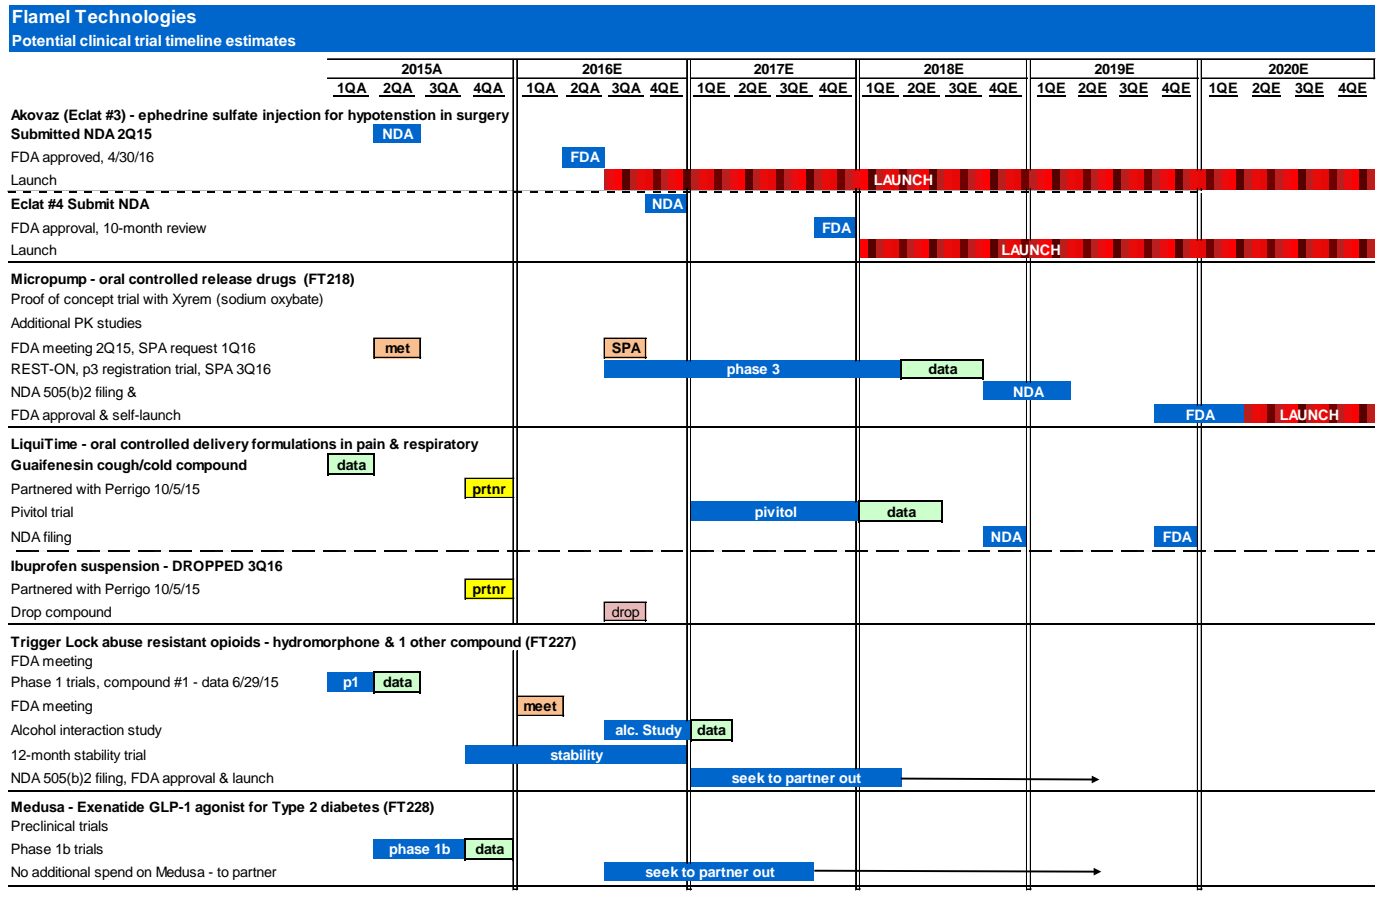 Flamel Technologies
Potential clinical trial timeline estimates
2015A 2016E 2017E 2018E 2019E 2020E
1QA 2QA 3QA 4QA 1QA 2QA 3QA 4QE 1QE 2QE 3QE 4QE 1QE 2QE 3QE 4QE 1QE 2QE 3QE 4QE 1QE 2QE 3QE 4QE
Akovaz (Eclat #3) - ephedrine sulfate injection for hypotenstion in surgery
Submitted NDA 2Q15 NDA
FDA approved, 4/30/16 FDA
Launch LAUNCH
Eclat #4 Submit NDA NDA
FDA approval, 10-month review FDA
Launch LAUNCH
Micropump - oral controlled release drugs (FT218)
Proof of concept trial with Xyrem (sodium oxybate)
Additional PK studies
FDA meeting 2Q15, SPA request 1Q16 met SPA
REST-ON, p3 registration trial, SPA 3Q16 phase 3 data
NDA 505(b)2 filing & NDA
FDA approval & self-launch FDA LAUNCH
LiquiTime - oral controlled delivery formulations in pain & respiratory
Guaifenesin cough/cold compound data
Partnered with Perrigo 10/5/15 prtnr
Pivitol trial pivitol data
NDA filing NDA FDA
Ibuprofen suspension - DROPPED 3Q16
Partnered with Perrigo 10/5/15 prtnr
Drop compound drop
Trigger Lock abuse resistant opioids - hydromorphone & 1 other compound (FT227)
FDA meeting
Phase 1 trials, compound #1 - data 6/29/15 p1 data
FDA meeting meet
Alcohol interaction study alc. Study data
12-month stability trial stability
NDA 505(b)2 filing, FDA approval & launch seek to partner out
Medusa - Exenatide GLP-1 agonist for Type 2 diabetes (FT228)
Preclinical trials
Phase 1b trials phase 1b data
No additional spend on Medusa - to partner seek to partner out